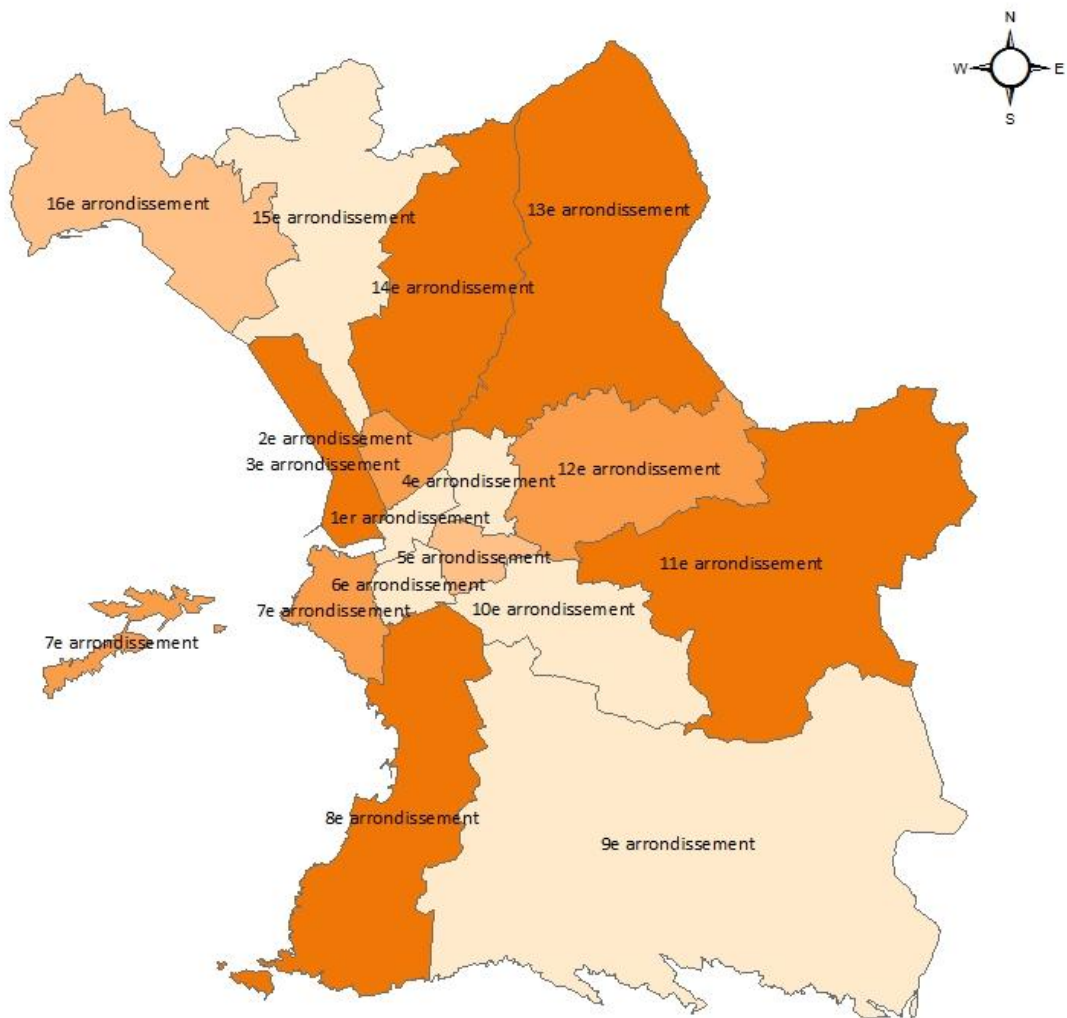 N
W E
S
16e arrondissement
13e arrondissement
15e arrondissement
14e arrondissement
2e arrondissement
3e arrondissement
12e arrondissement
4e arrondissement
1er arrondissement
5e arrondissement
11e arrondissement
6e arrondissement
10e arrondissement
7e arrondissement
7e arrondissement
8e arrondissement
9e arrondissement